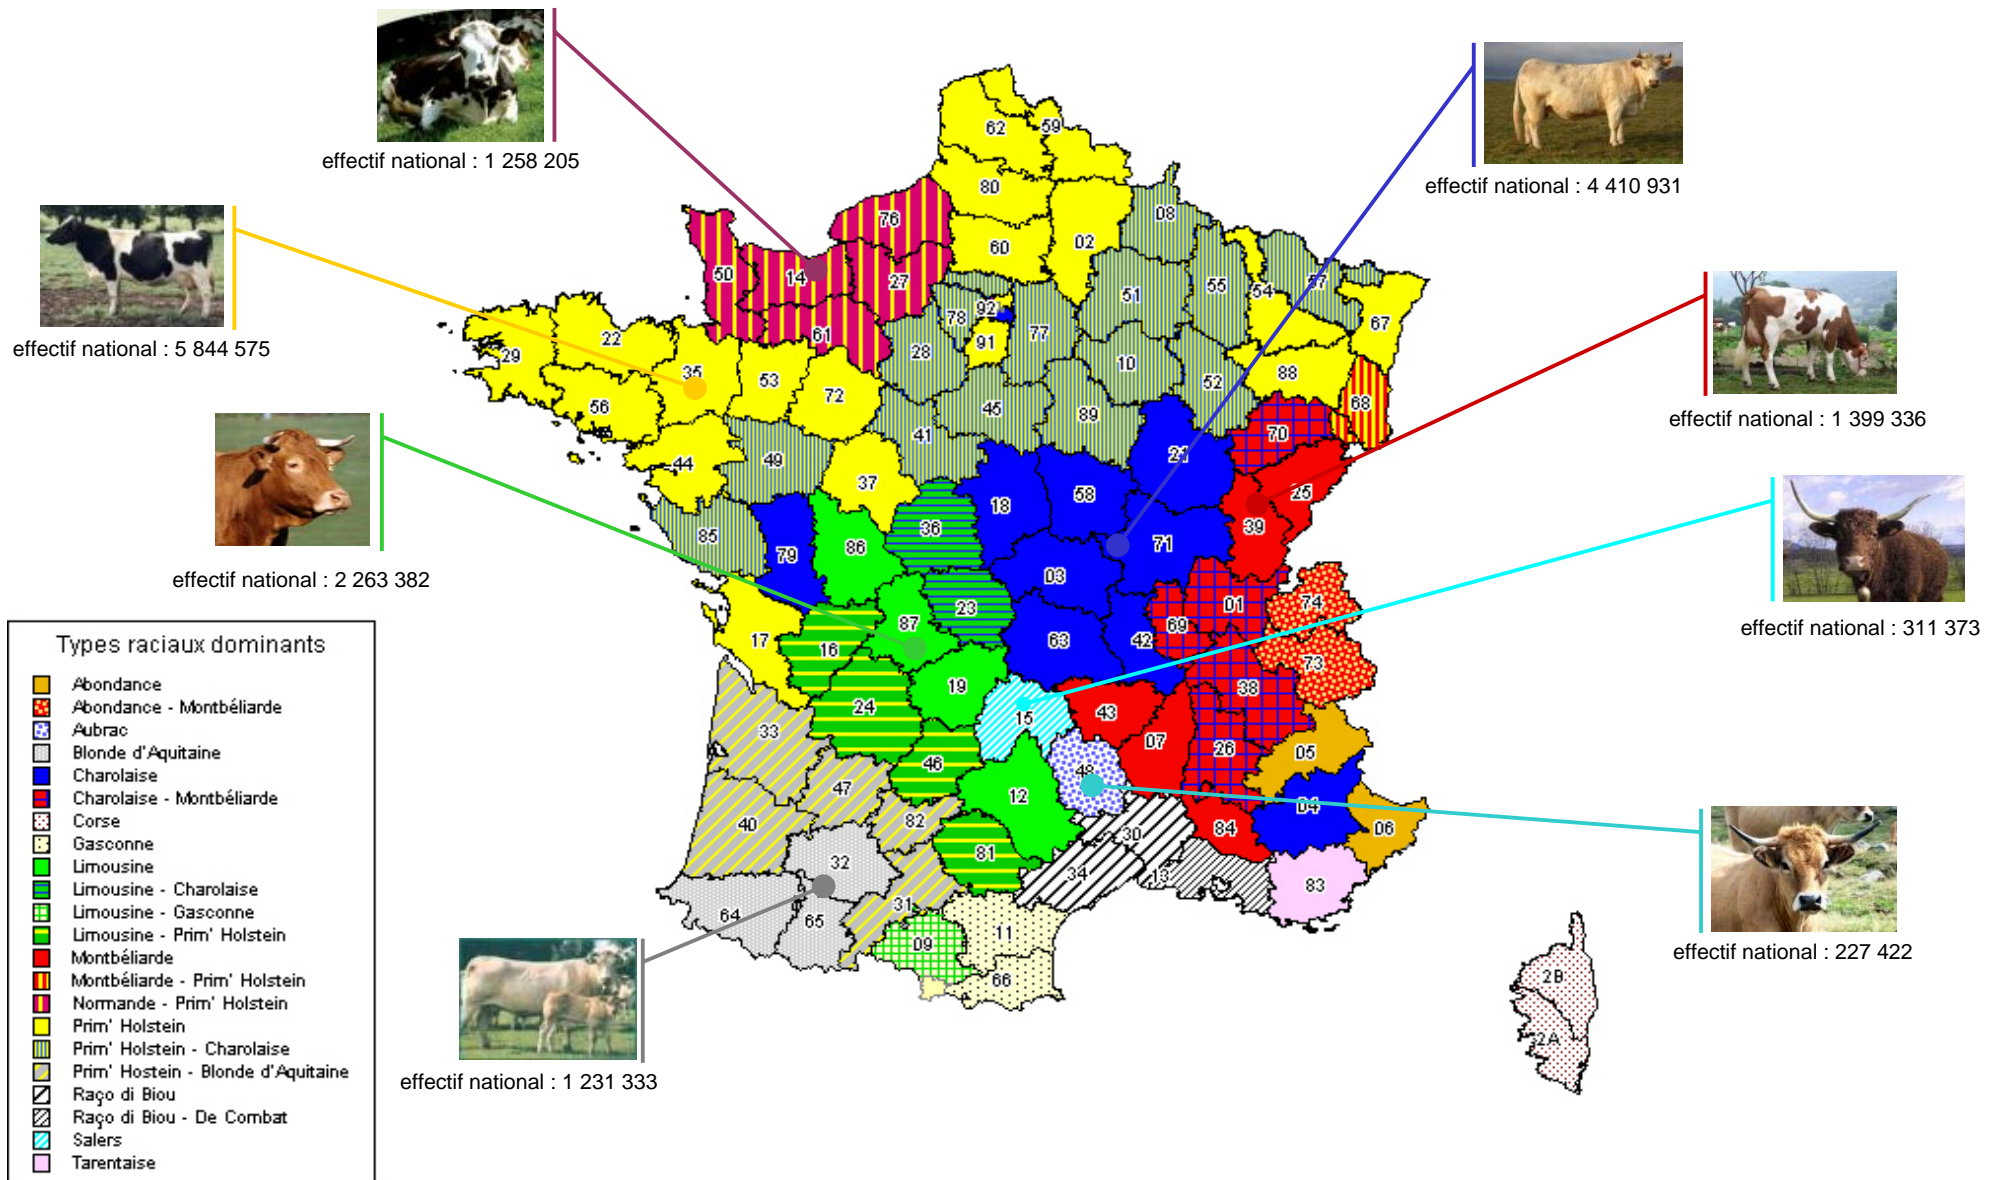 effectif national : 1 258 205
effectif national : 4 410 931
effectif national : 5 844 575
effectif national : 1 399 336
effectif national : 2 263 382
effectif national : 311 373
effectif national : 227 422
effectif national : 1 231 333
Types raciaux dominants
Abondance
Abondance - Montbéliarde
Aubrac
Blonde d'Aquitaine
Charolaise
Charolaise - Montbéliarde
Corse
Gasconne
Limousine
Limousine - Charolaise
Limousine - Gasconne
Limousine - Prim' Holstein
Montbéliarde
Montbéliarde - Prim' Holstein
Normande - Prim' Holstein
Prim' Holstein
Prim' Holstein - Charolaise
Prim' Hostein - Blonde d'Aquitaine
Raço di Biou
Raço di Biou - De Combat
Salers
Tarentaise
62
59
80
76
08
02
60
50
14
27
51
55
57
54
92
78
77
67
61
91
22
29
28
10
35
53
88
52
72
68
56
45
89
41
70
49
21
44
37
25
58
18
39
36
85
86
71
79
03
01
74
23
87
69
17
63
42
16
73
19
38
24
15
43
33
07
05
26
46
48
47
12
04
40
82
84
06
30
81
32
34
13
83
31
64
65
11
09
66
2B
2A